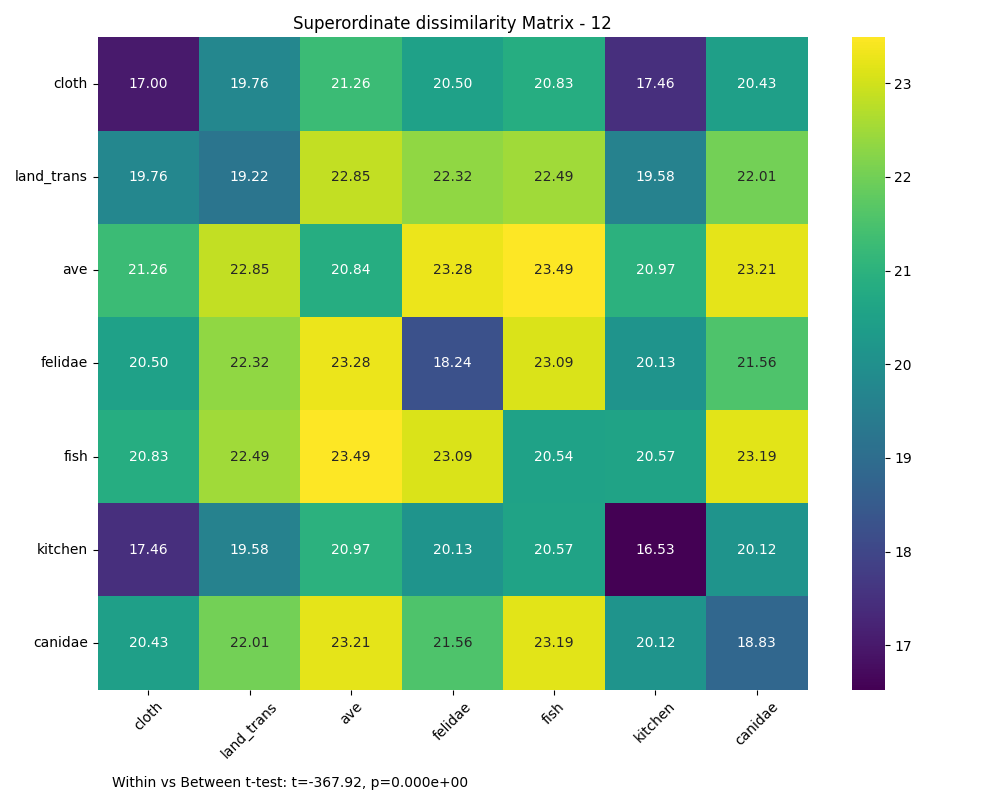 Superordinate dissimilarity Matrix - 12
cloth 17.00 19.76 21.26 20.50 20.83 17.46 20.43
land_trans 19.76 19.22 22.85 22.32 22.49 19.58 22.01
ave 21.26 22.85 20.84 23.28 23.49 20.97 23.21
felidae 20.50 22.32 23.28 18.24 23.09 20.13 21.56
fish 20.83 22.49 23.49 23.09 20.54 20.57 23.19
kitchen 17.46 19.58 20.97 20.13 20.57 16.53 20.12
canidae 20.43 22.01 23.21 21.56 23.19 20.12 18.83
cloth land_trans ave felidae fish kitchen canidae
23
22
21
20
19
18
17
Within vs Between t-test: t=-367.92, p=0.000e+00